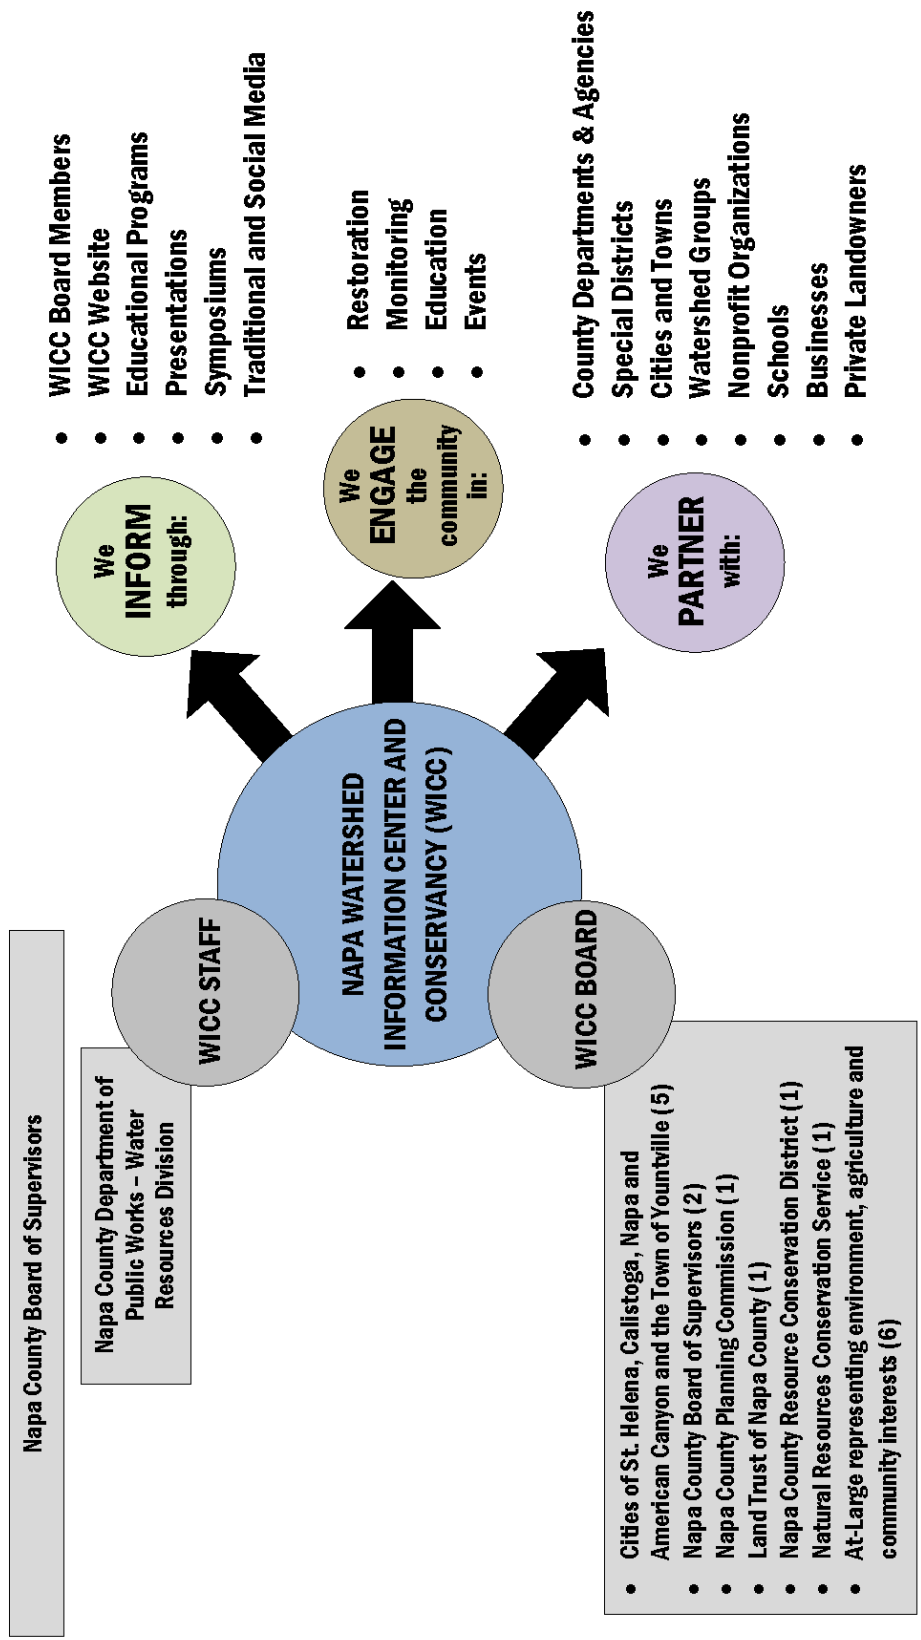 Napa County Board of Supervisors
Napa County Department of
Public Works – Water
Resources Division
WICC STAFF
NAPA WATERSHED
INFORMATION CENTER AND
CONSERVANCY (WICC)
WICC BOARD
• Cities of St. Helena, Calistoga, Napa and
American Canyon and the Town of Yountville (5)
• Napa County Board of Supervisors (2)
• Napa County Planning Commission (1)
• Land Trust of Napa County (1)
• Napa County Resource Conservation District (1)
• Natural Resources Conservation Service (1)
• At-Large representing environment, agriculture and
community interests (6)
We
INFORM
through:
• WICC Board Members
• WICC Website
• Educational Programs
• Presentations
• Symposiums
• Traditional and Social Media
We
ENGAGE
the
community
in:
• Restoration
• Monitoring
• Education
• Events
We
PARTNER
with:
• County Departments & Agencies
• Special Districts
• Cities and Towns
• Watershed Groups
• Nonprofit Organizations
• Schools
• Businesses
• Private Landowners